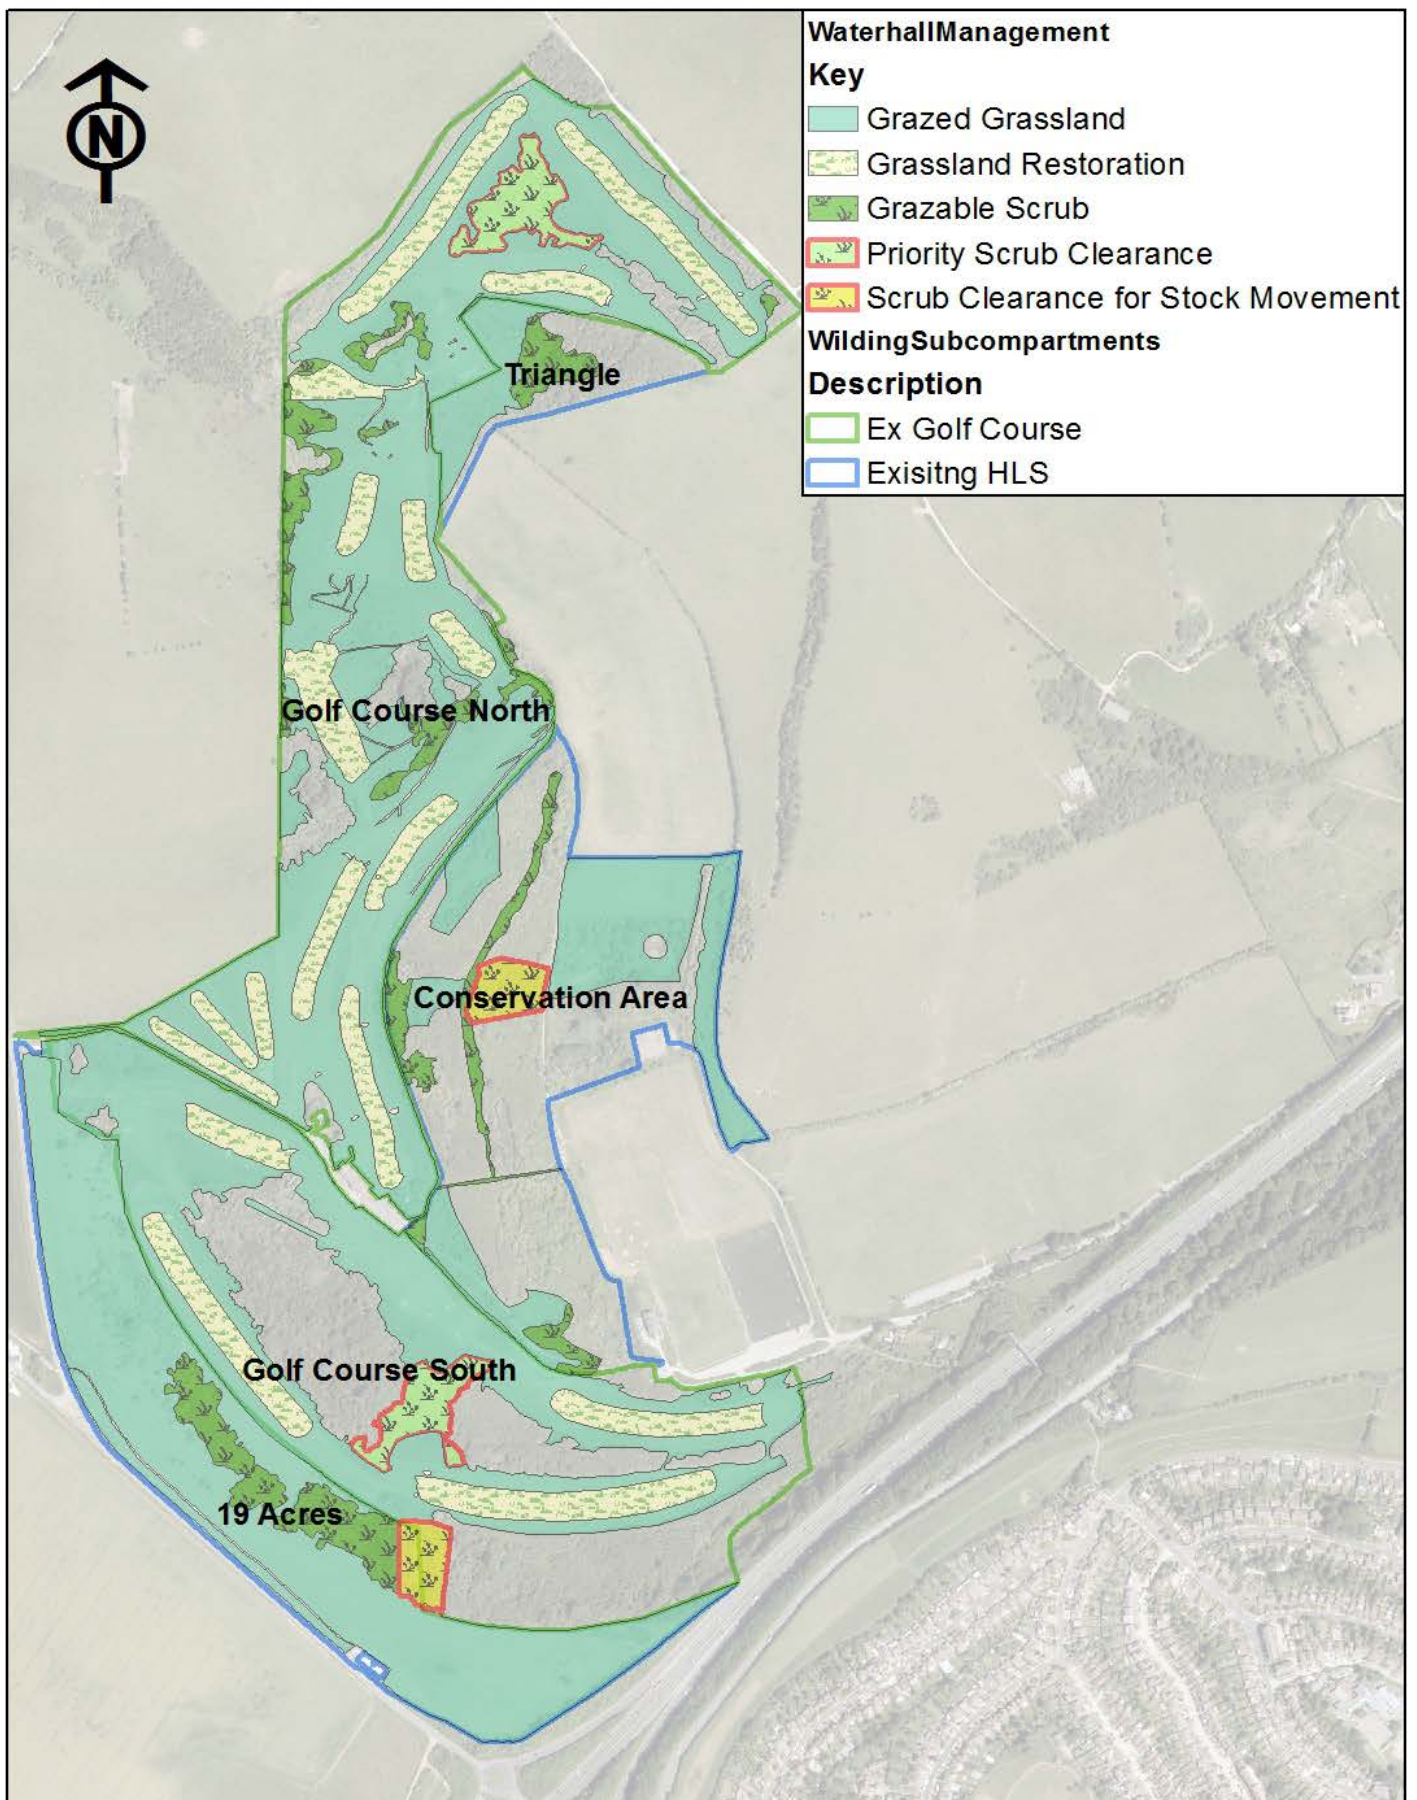 WaterhallManagement
Key
Grazed Grassland
Grassland Restoration
Grazable Scrub
Priority Scrub Clearance
Scrub Clearance for Stock Movement
WildingSubcompartments
Description
Ex Golf Course
Exisitng HLS
N
Triangle
Golf Course North
Conservation Area
Golf Course South
19 Acres